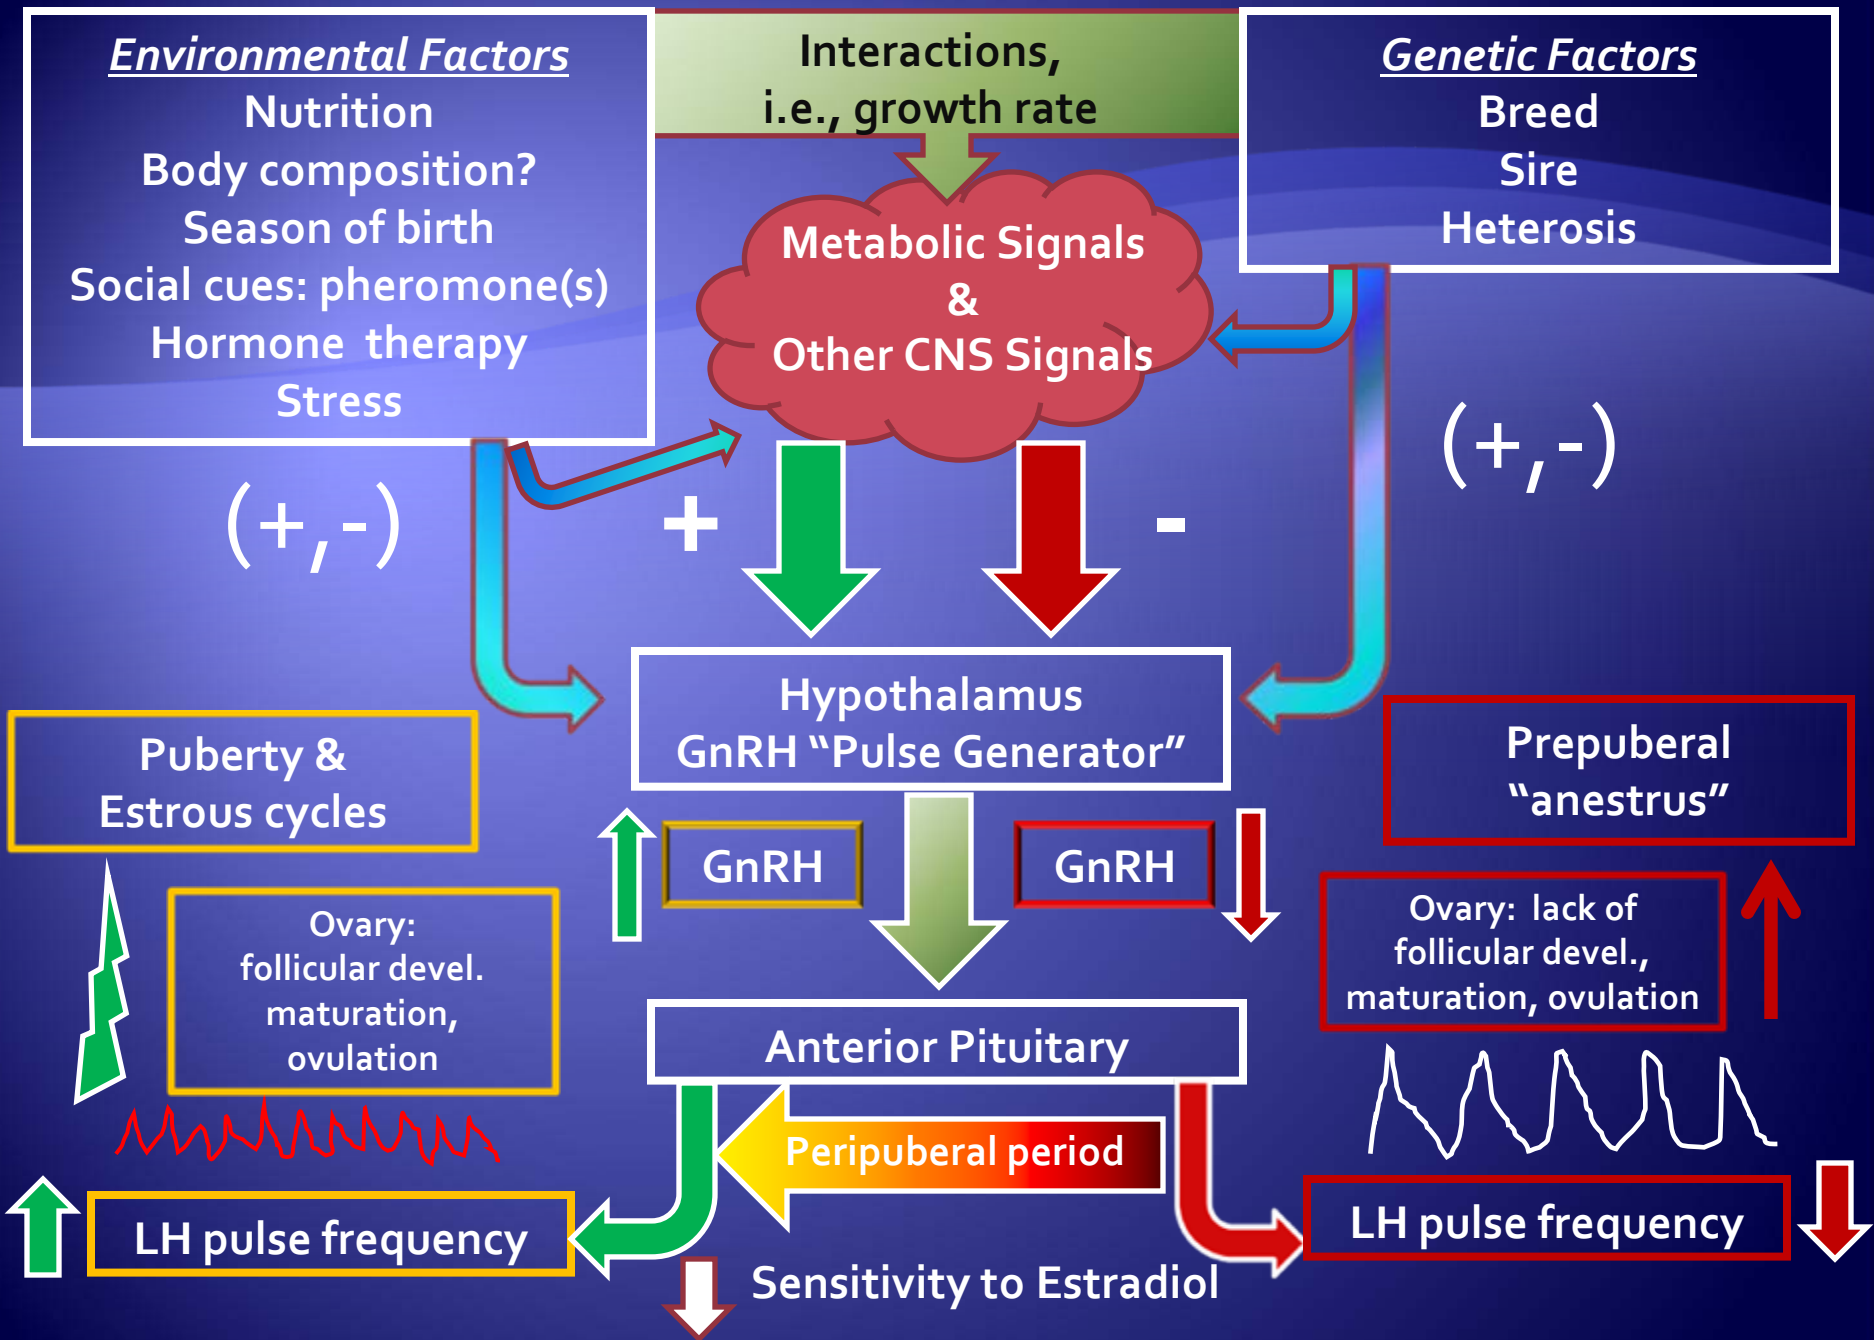 Environmental Factors
Nutrition
Body composition?
Season of birth
Social cues: pheromone(s)
Hormone  therapy
Stress
Interactions,
i.e., growth rate
Genetic Factors
Breed
Sire
Heterosis
Metabolic Signals
&
Other CNS Signals
(+,-)
+
-
(+,-)
Hypothalamus
GnRH “Pulse Generator”
Puberty &
Estrous cycles
GnRH
GnRH
Prepuberal
“anestrus”
Ovary:
follicular devel.
maturation,
ovulation
Ovary:  lack of
follicular devel.,
maturation, ovulation
Anterior Pituitary
Peripuberal period
LH pulse frequency
LH pulse frequency
Sensitivity to Estradiol